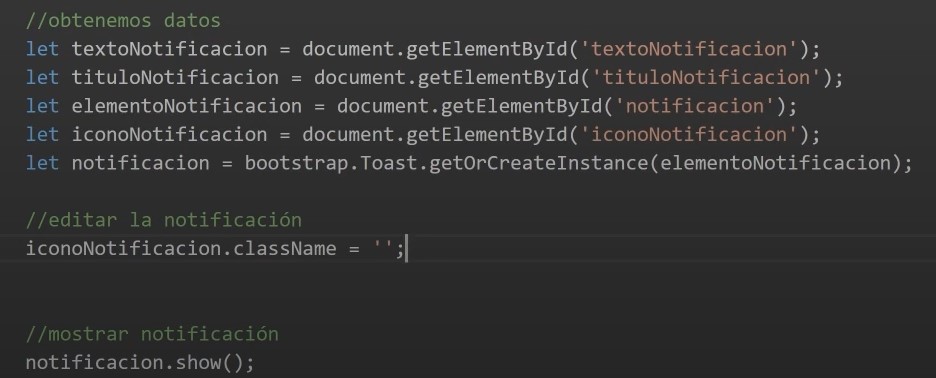 //obtenemos datos
let textoNotificacion = document.getElementById('textoNotificacion');
let tituloNotificacion = document.getElementById('tituloNotificacion');
let elementoNotificacion = document.getElementById('notificacion');
let iconoNotificacion = document.getElementById('iconoNotificacion');
let notificacion = bootstrap.Toast.getOrCreateInstance(elementoNotificacion);
//editar la notificación
iconoNotificacion.className = '';
//mostrar notificación
notificacion.show();